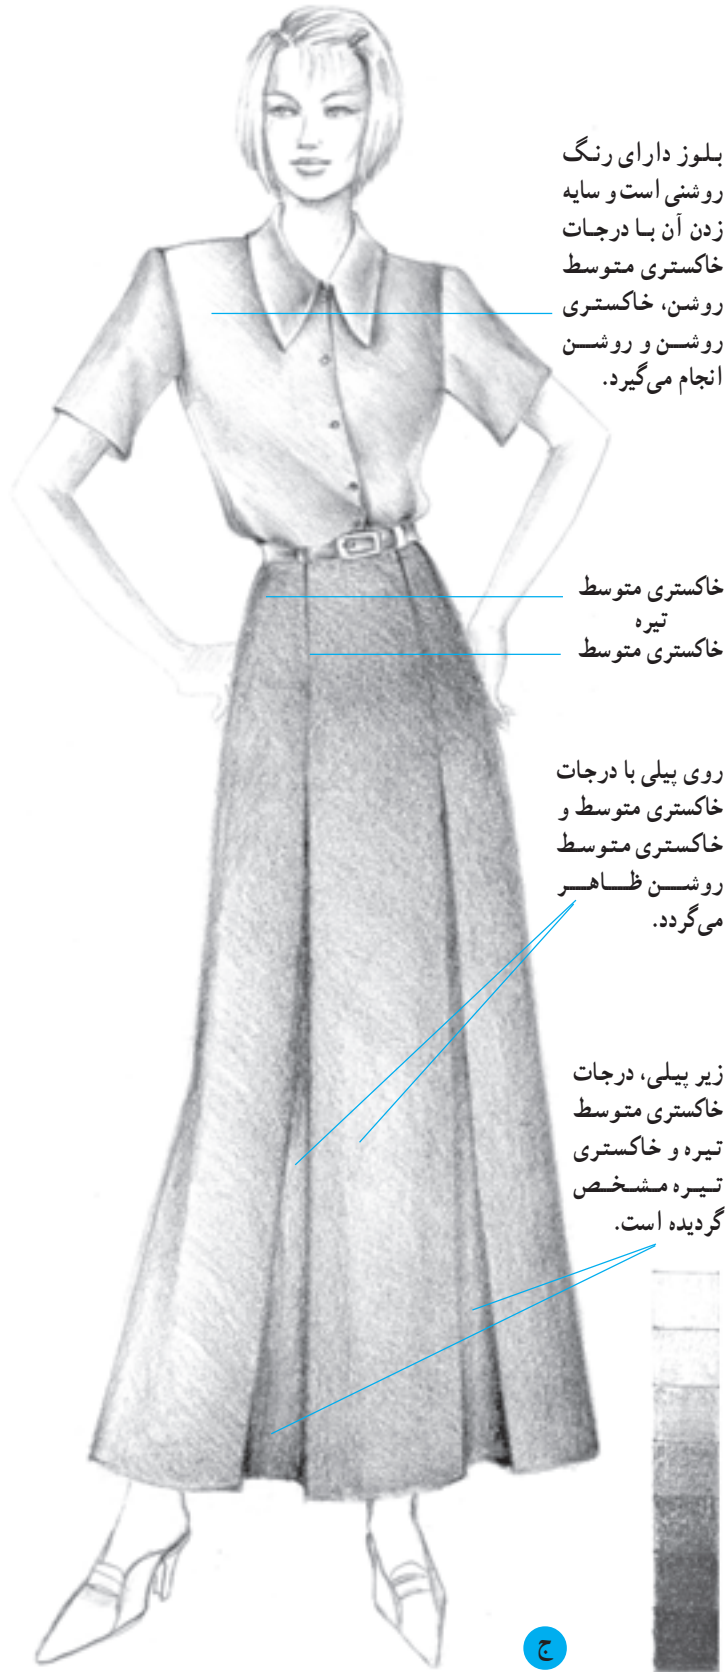 بلوز دارای رنگ
روشنی است و سایه
زدن آن با درجات
خاکستری متوسط
روشن، خاکستری
روشن و روشن
انجام می‌گیرد.
خاکستری متوسط
تیره
خاکستری متوسط
روی پیلی با درجات
خاکستری متوسط و
خاکستری متوسط
روشن ظاهر
می‌گردد.
زیر پیلی، درجات
خاکستری متوسط
تیره و خاکستری
تیره مشخص
گردیده است.
ج